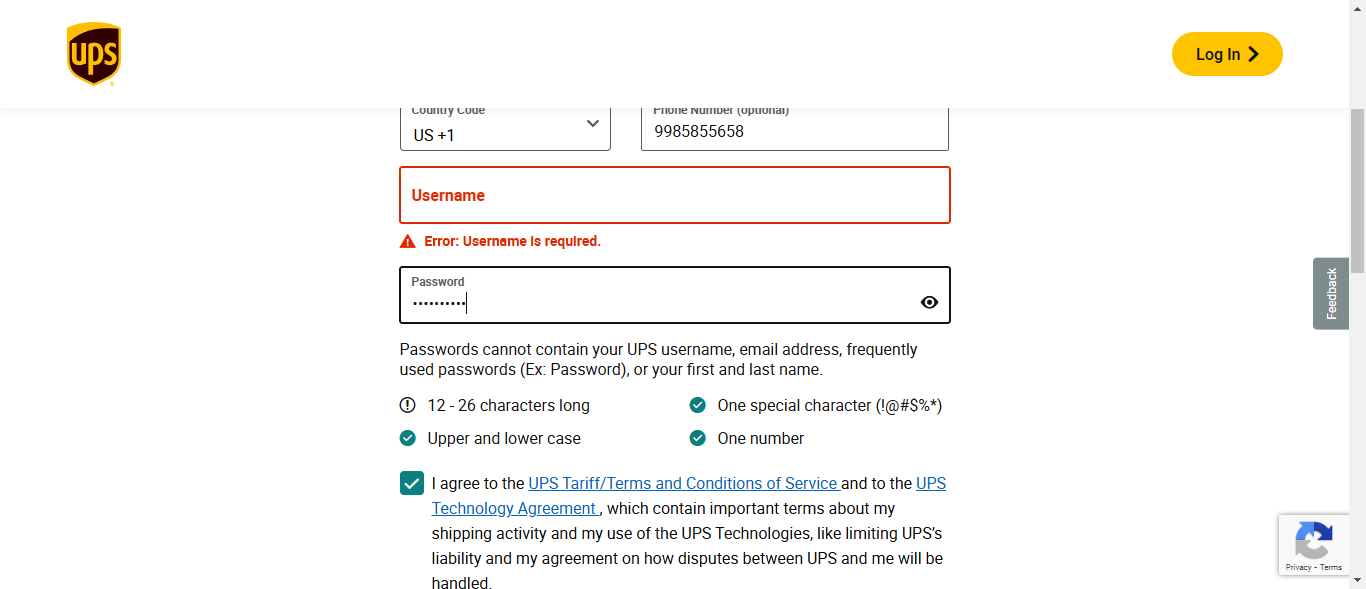 ups
Log In
Country Code
Phone Number (optional)
US +1
9985855658
Username
Error: Username is required.
Password
••••••••••
Feedback
Passwords cannot contain your UPS username, email address, frequently
used passwords (Ex: Password), or your first and last name.
12 - 26 characters long
One special character (!@#$%*)
Upper and lower case
One number
I agree to the UPS Tariff/Terms and Conditions of Service and to the UPS
Technology Agreement , which contain important terms about my
shipping activity and my use of the UPS Technologies, like limiting UPS’s
liability and my agreement on how disputes between UPS and me will be
handled.
Privacy - Terms